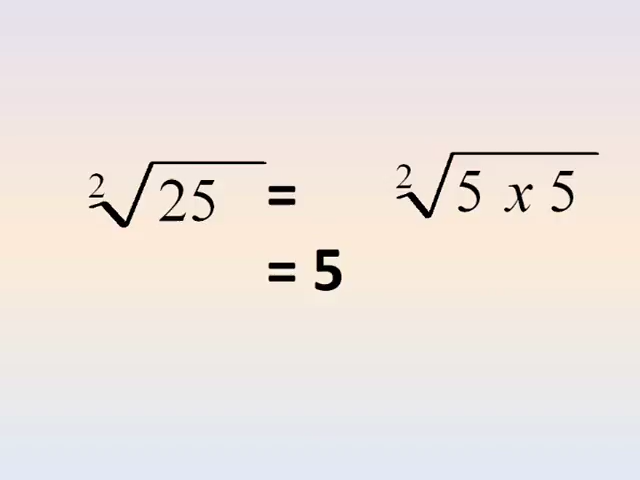 ²√25 = ²√5 x 5
= 5